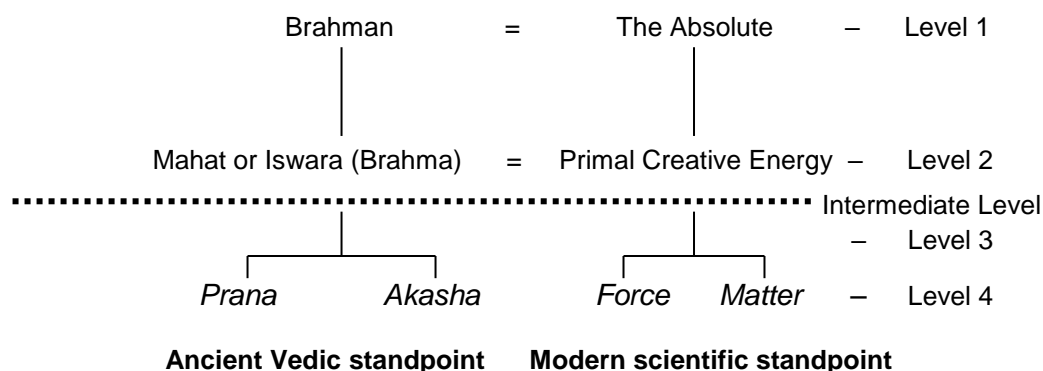 Brahman = The Absolute – Level 1
Mahat or Iswara (Brahma) = Primal Creative Energy – Level 2
Intermediate Level
– Level 3
Prana Akasha Force Matter – Level 4
Ancient Vedic standpoint Modern scientific standpoint